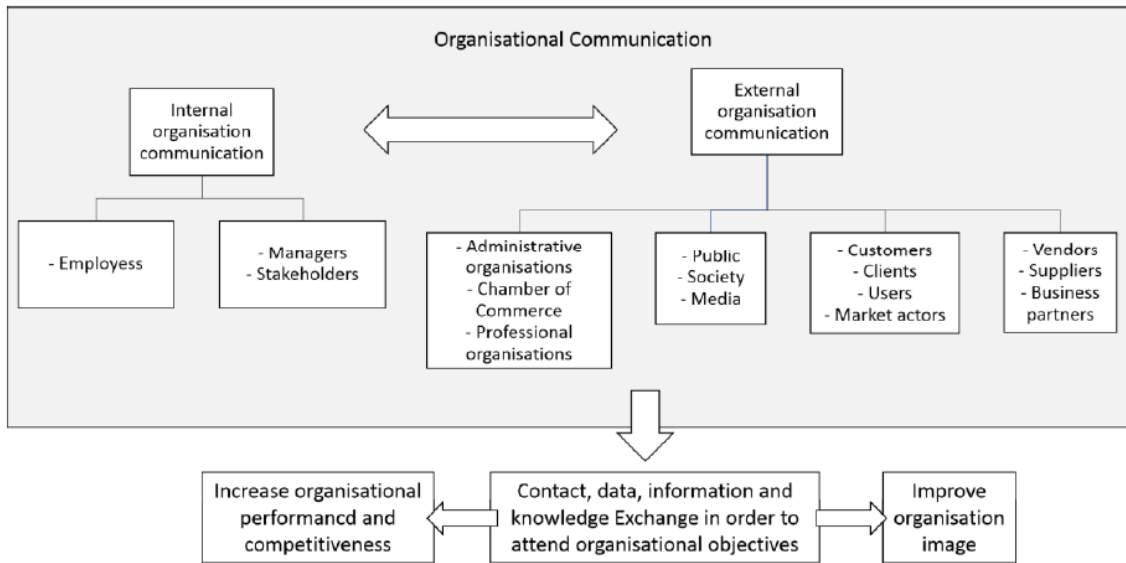 Organisational Communication
Internal
organisation
communication
External
organisation
communication
- Employess
- Managers
- Stakeholders
- Administrative
organisations
- Chamber of
Commerce
- Professional
organisations
- Public
- Society
- Media
- Customers
- Clients
- Users
- Market actors
- Vendors
- Suppliers
- Business
partners
Increase organisational
performancd and
competitiveness
Contact, data, information and
knowledge Exchange in order to
attend organisational objectives
Improve
organisation
image